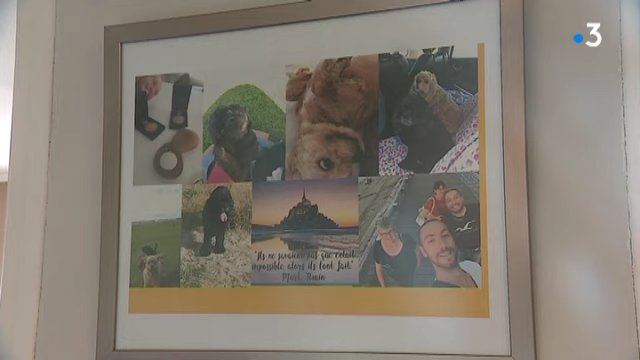 3
"Ils ne savaient pas que c'était
impossible, alors ils l'ont fait."
Mark Twain